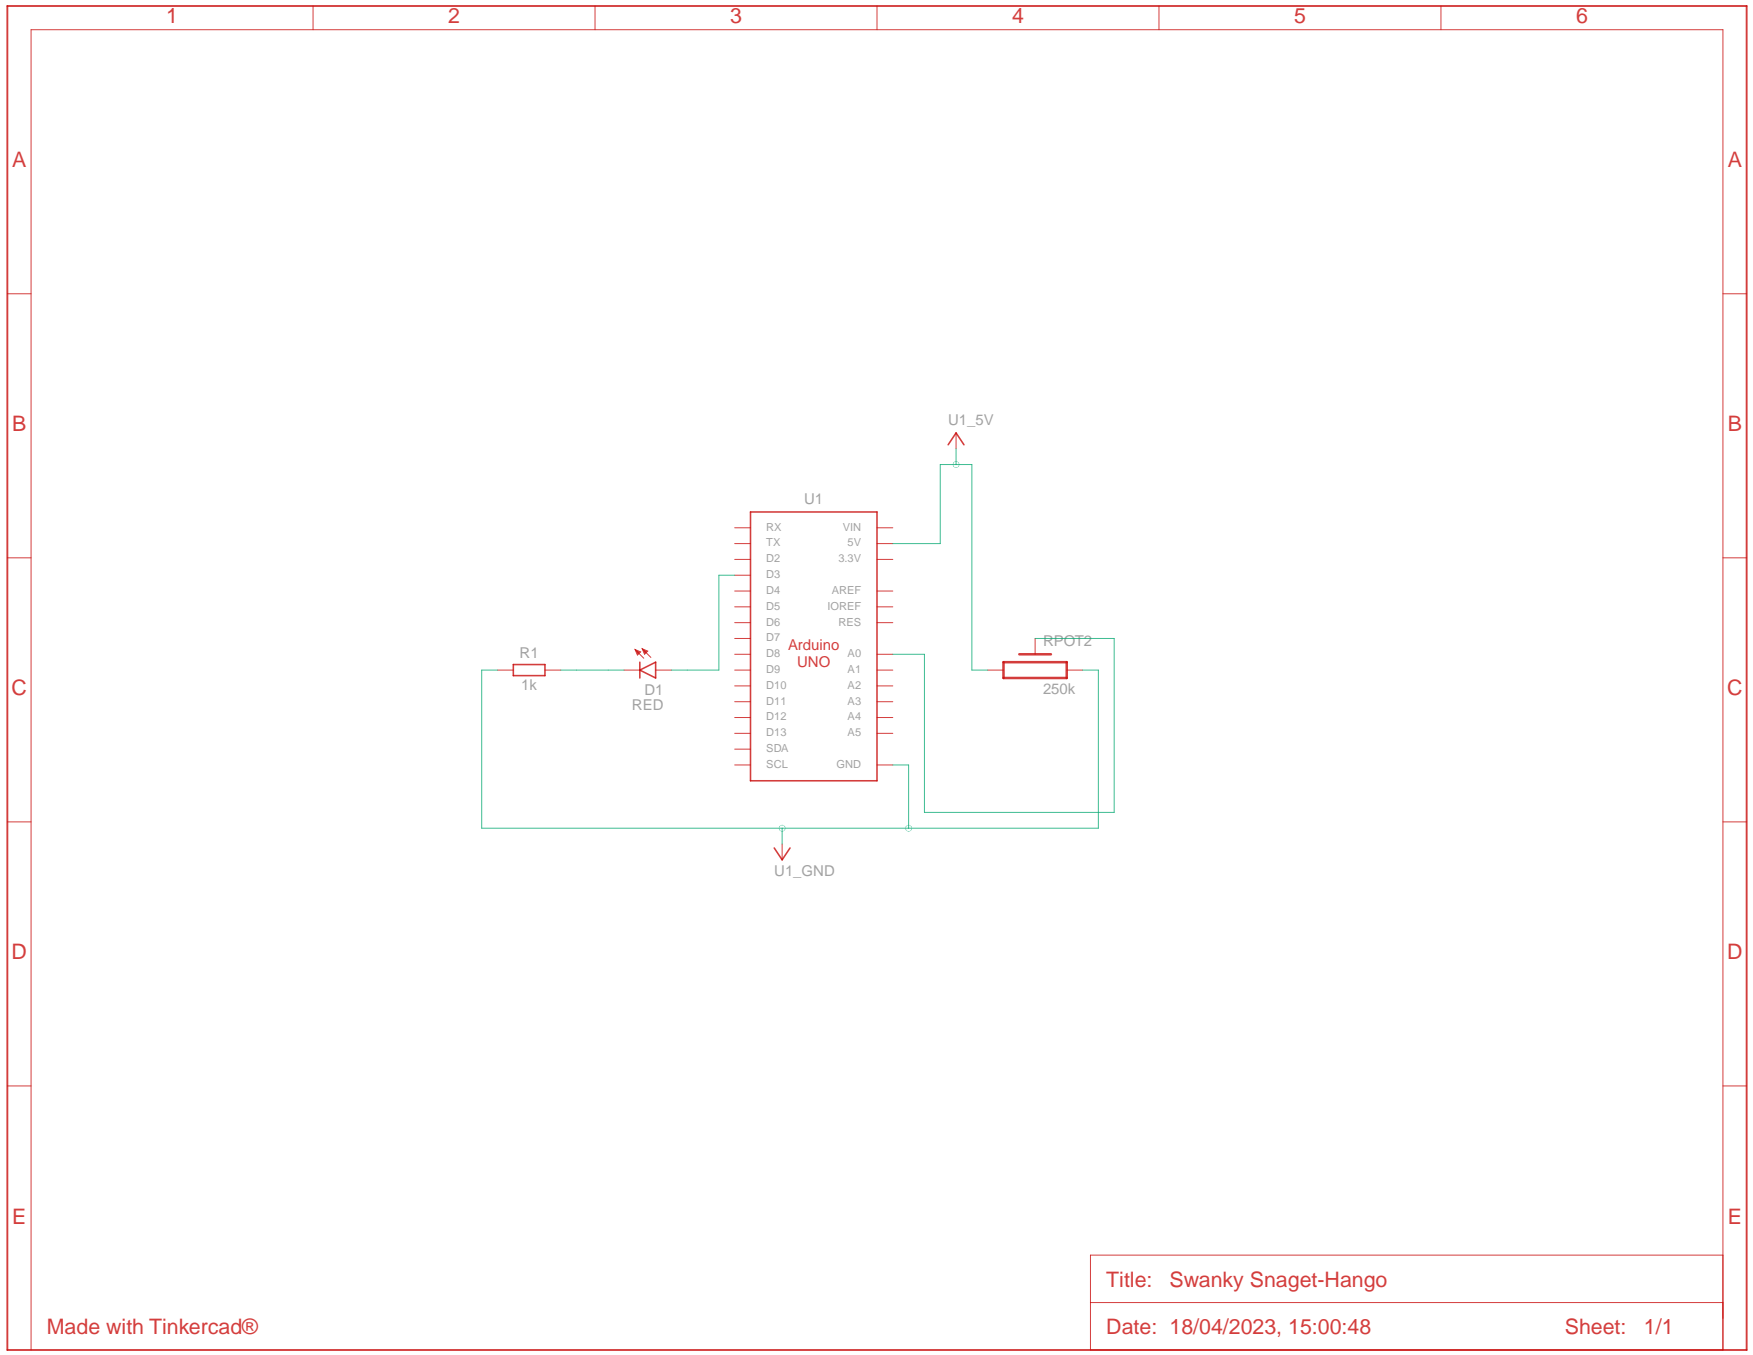 1 2 3 4 5 6
A A
B B
U1_5V
U1
RX VIN
TX 5V
D2 3.3V
D3
D4 AREF
D5 IOREF
D6 RES
D7
Arduino
UNO
D8 A0
D9 A1
D10 A2
D11 A3
D12 A4
D13 A5
SDA
SCL GND
R1
1k
D1
RED
RPOT2
250k
C C
U1_GND
D D
E E
Title: Swanky Snaget-Hango
Made with Tinkercad®
Date: 18/04/2023, 15:00:48 Sheet: 1/1